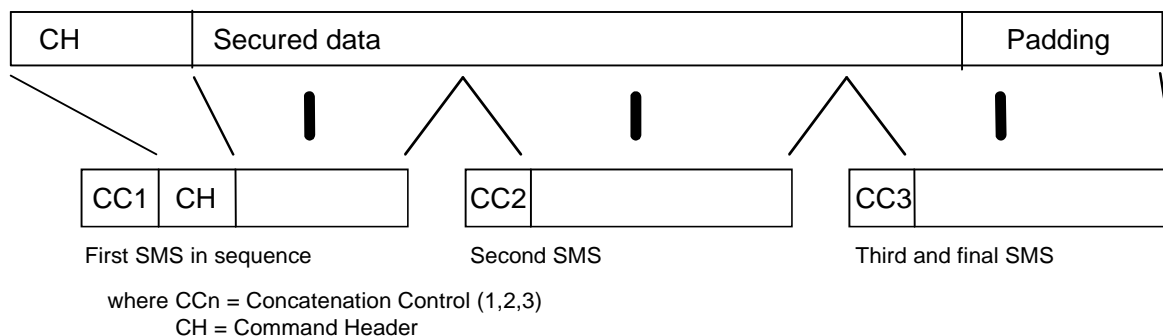 CH Secured data Padding
CC1 CH CC2 CC3
First SMS in sequence Second SMS Third and final SMS
where CCn = Concatenation Control (1,2,3)
CH = Command Header